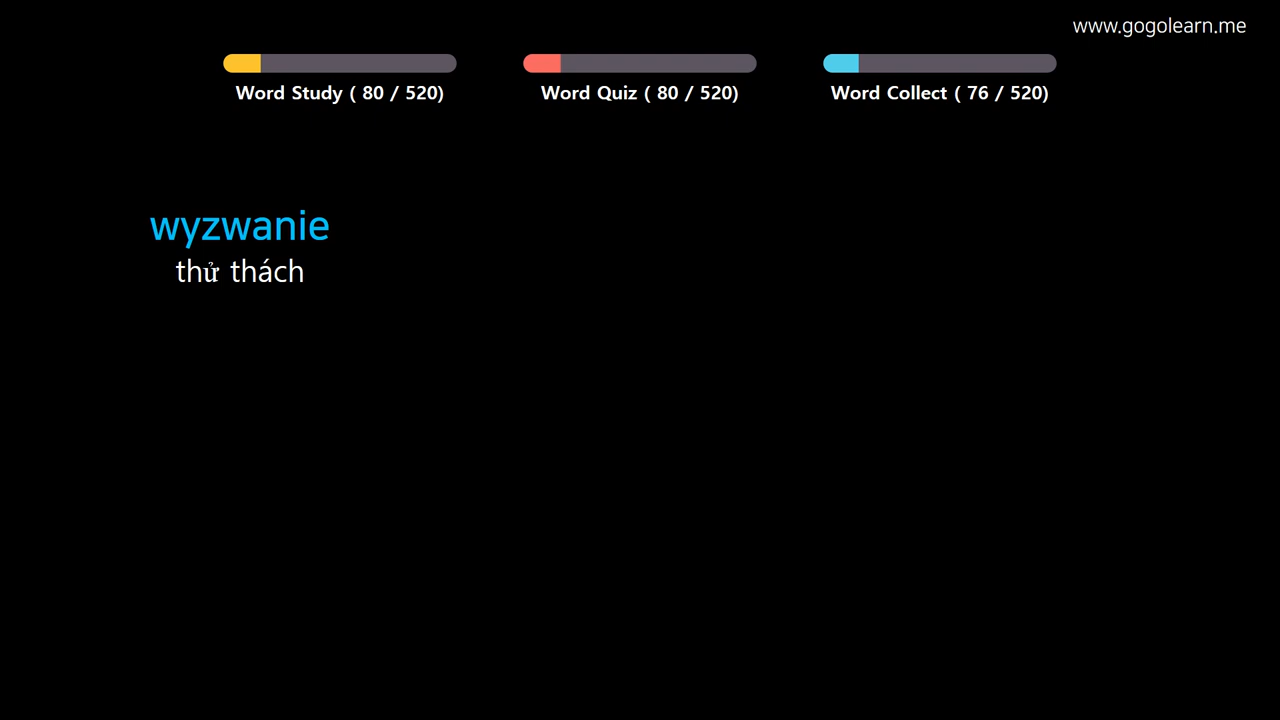 www.gogolearn.me
Word Study ( 80 / 520)
Word Quiz ( 80 / 520)
Word Collect ( 76 / 520)
wyzwanie
thử thách